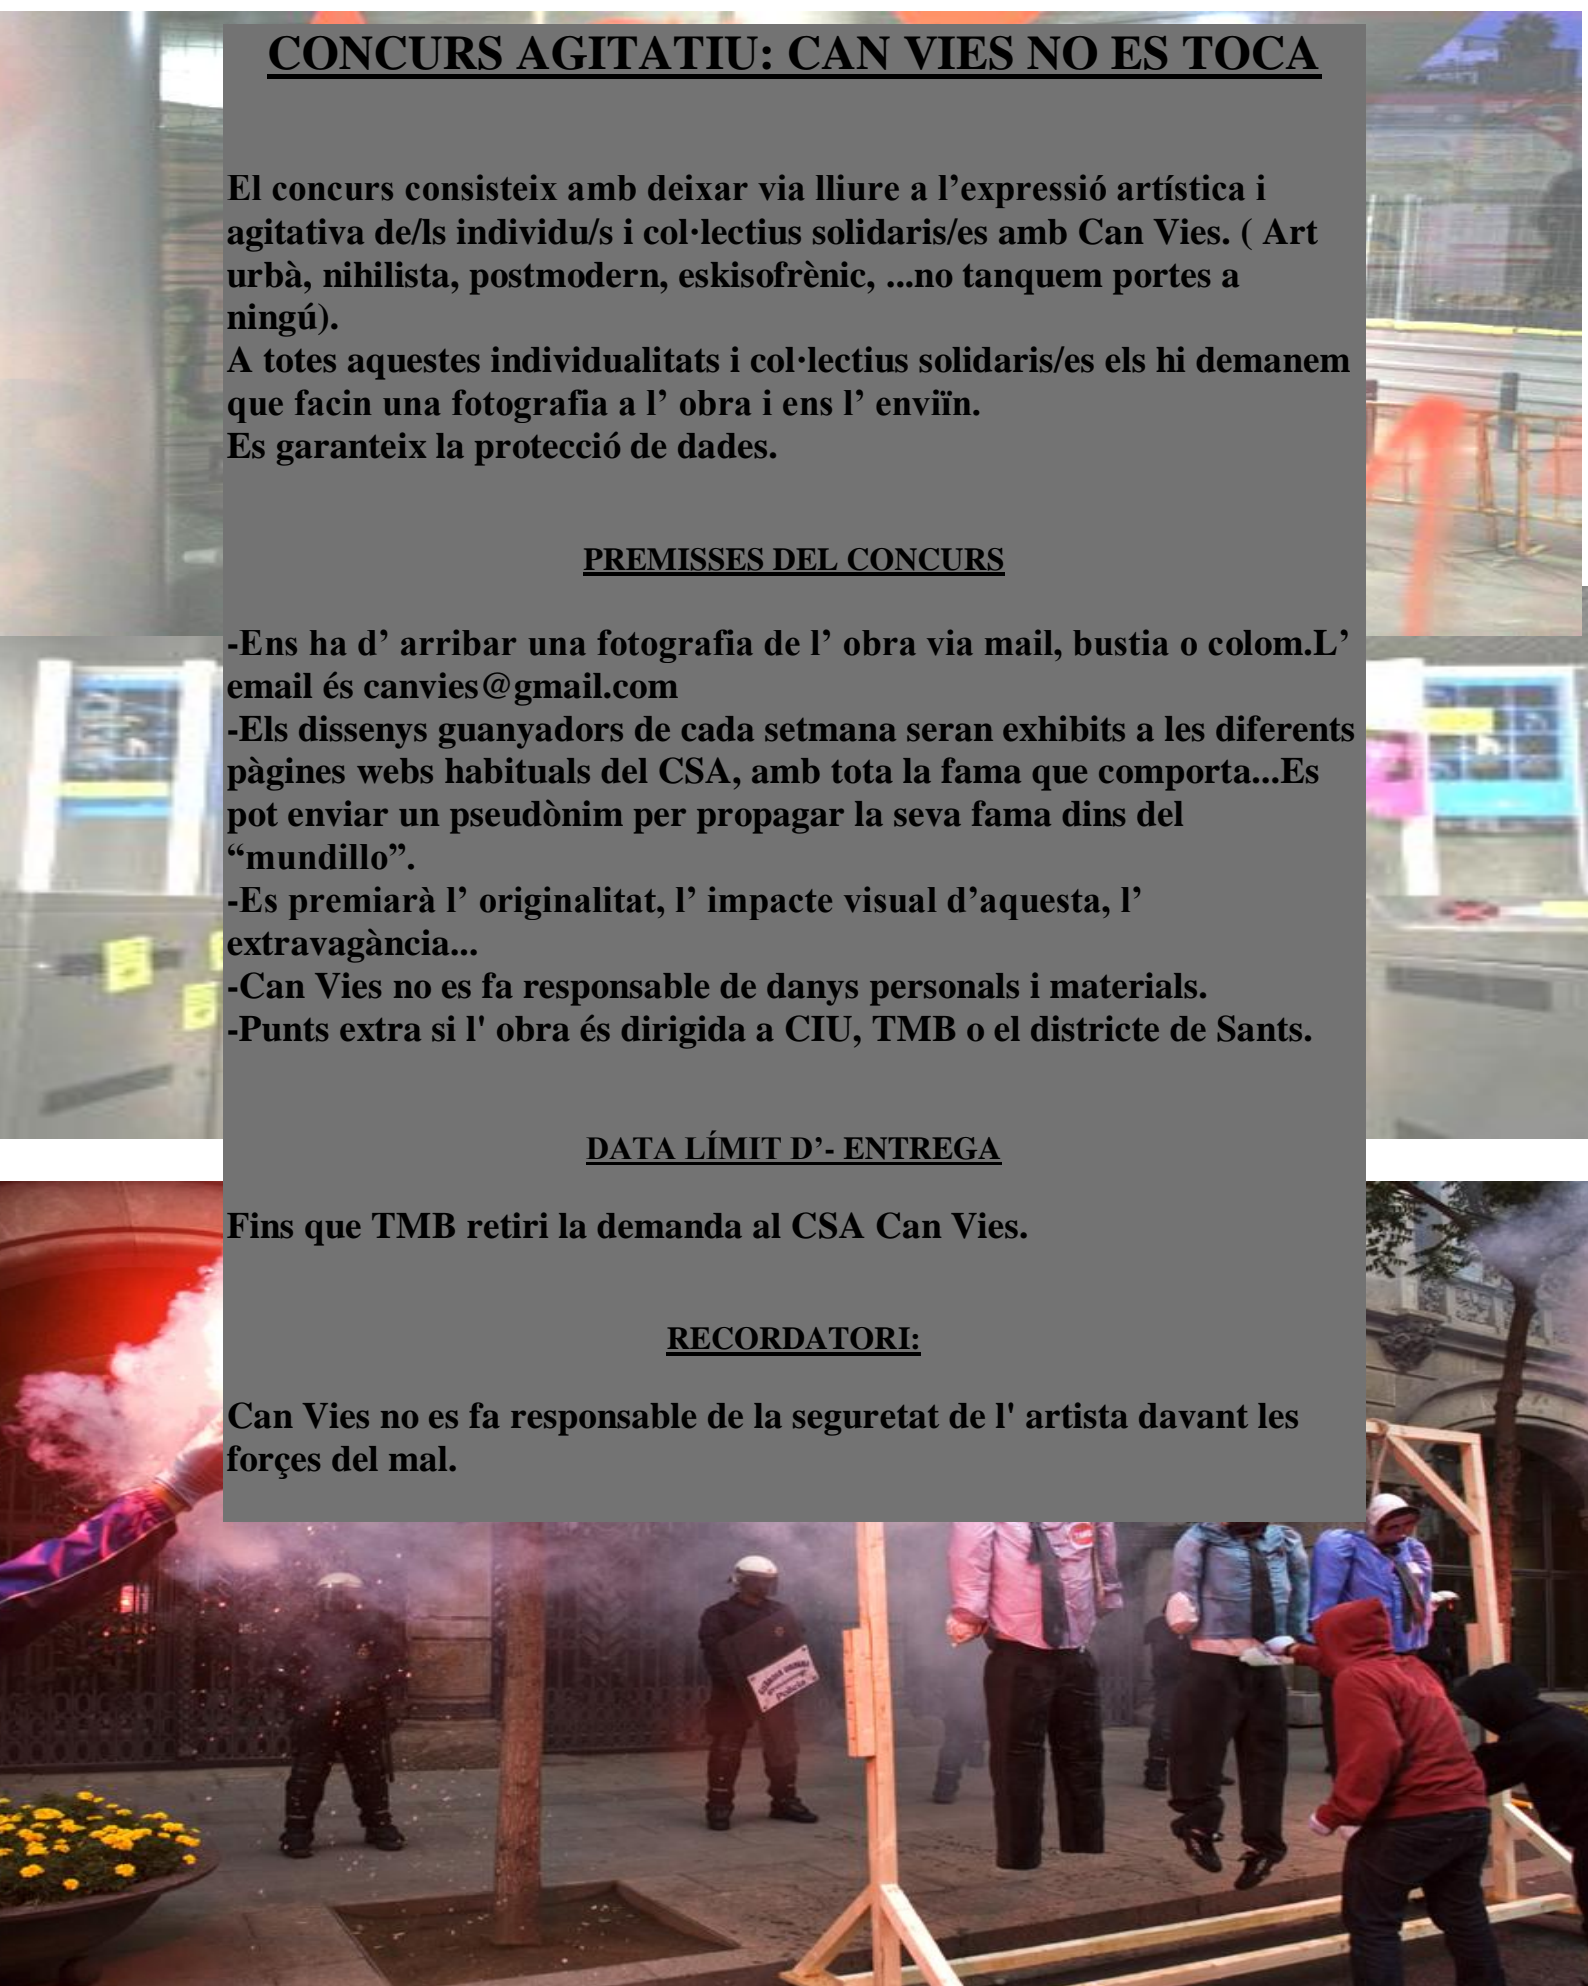 CONCURS AGITATIU: CAN VIES NO ES TOCA
El concurs consisteix amb deixar via lliure a l’expressió artística i
agitativa de/ls individu/s i col·lectius solidaris/es amb Can Vies. ( Art
urbà, nihilista, postmodern, eskisofrènic, ...no tanquem portes a
ningú).
A totes aquestes individualitats i col·lectius solidaris/es els hi demanem
que facin una fotografia a l’ obra i ens l’ enviïn.
Es garanteix la protecció de dades.
PREMISSES DEL CONCURS
-Ens ha d’ arribar una fotografia de l’ obra via mail, bustia o colom.L’
email és canvies@gmail.com
-Els dissenys guanyadors de cada setmana seran exhibits a les diferents
pàgines webs habituals del CSA, amb tota la fama que comporta...Es
pot enviar un pseudònim per propagar la seva fama dins del
“mundillo”.
-Es premiarà l’ originalitat, l’ impacte visual d’aquesta, l’
extravagància...
-Can Vies no es fa responsable de danys personals i materials.
-Punts extra si l' obra és dirigida a CIU, TMB o el districte de Sants.
DATA LÍMIT D’- ENTREGA
Fins que TMB retiri la demanda al CSA Can Vies.
RECORDATORI:
Can Vies no es fa responsable de la seguretat de l' artista davant les
forçes del mal.